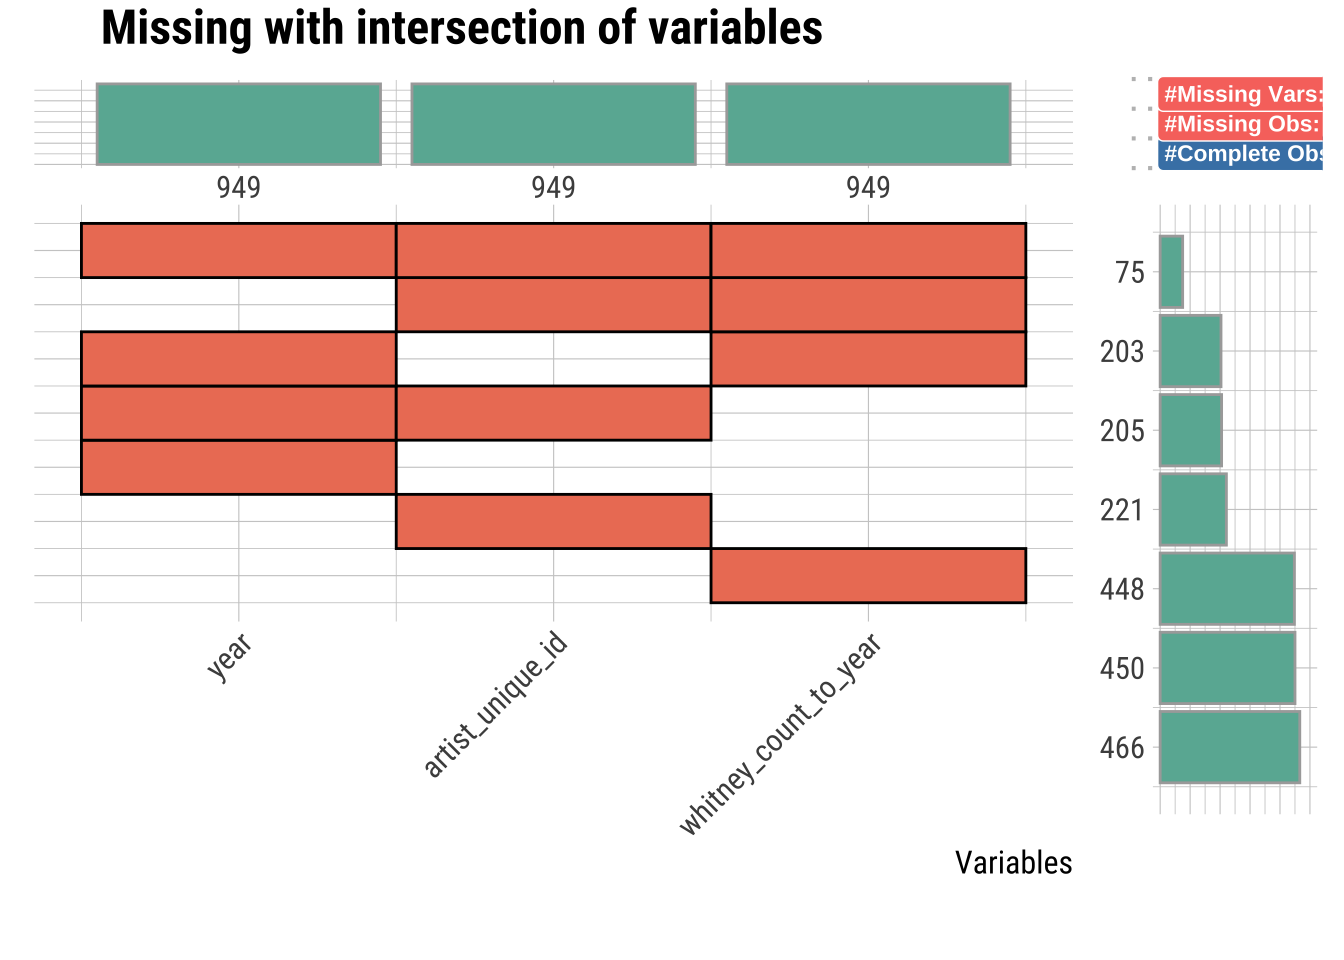 Missing with intersection of variables
#Missing Vars:
#Missing Obs:
#Complete Obs
949 949 949
75
203
205
221
448
450
466
year
artist_unique_id
whitney_count_to_year
Variables